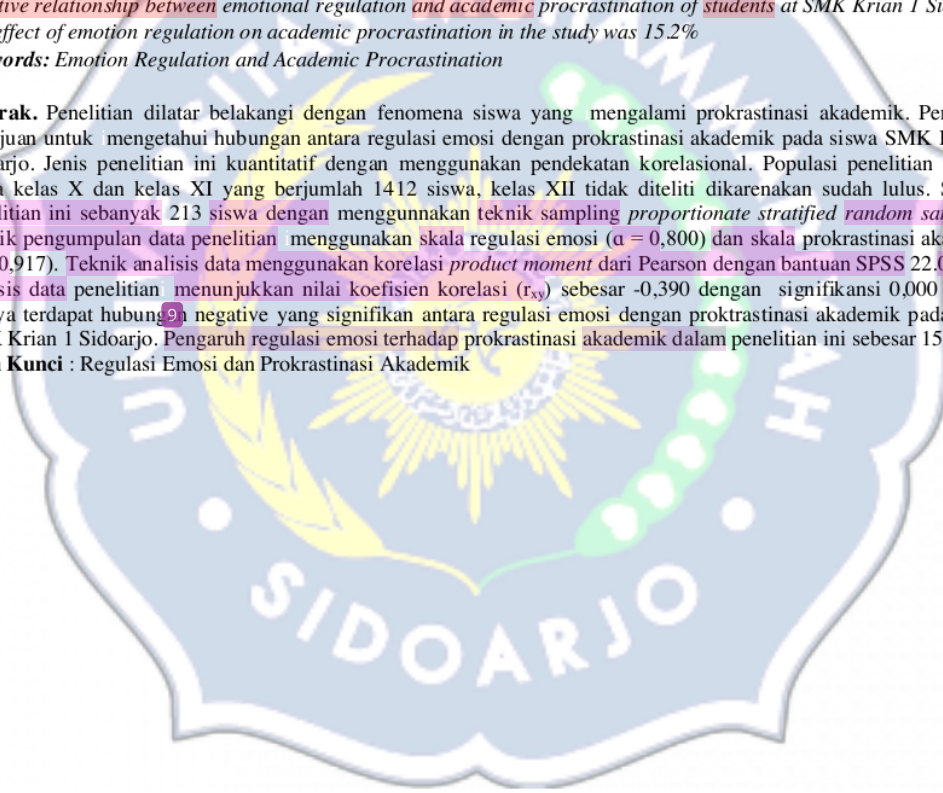 tive relationship between emotional regulation and academic procrastination of students at SMK Krian 1 Si
effect of emotion regulation on academic procrastination in the study was 15.2%
words: Emotion Regulation and Academic Procrastination
rak. Penelitian dilatar belakangi dengan fenomena siswa yang mengalami prokrastinasi akademik. Pe
juan untuk mengetahui hubungan antara regulasi emosi dengan prokrastinasi akademik pada siswa SMK
arjo. Jenis penelitian ini kuantitatif dengan menggunakan pendekatan korelasional. Populasi penelitian
a kelas X dan kelas XI yang berjumlah 1412 siswa, kelas XII tidak diteliti dikarenakan sudah lulus. S
litian ini sebanyak 213 siswa dengan menggunnakan teknik sampling proportionate stratified random sa
ik pengumpulan data penelitian menggunakan skala regulasi emosi (α = 0,800) dan skala prokrastinasi ak
0,917). Teknik analisis data menggunakan korelasi product moment dari Pearson dengan bantuan SPSS 22.0
isis data penelitian menunjukkan nilai koefisien korelasi (rxy) sebesar -0,390 dengan signifikansi 0,000
ya terdapat hubung 9 n negative yang signifikan antara regulasi emosi dengan proktrastinasi akademik pada
K Krian 1 Sidoarjo. Pengaruh regulasi emosi terhadap prokrastinasi akademik dalam penelitian ini sebesar 15
Kunci : Regulasi Emosi dan Prokrastinasi Akademik
SIDOARJO